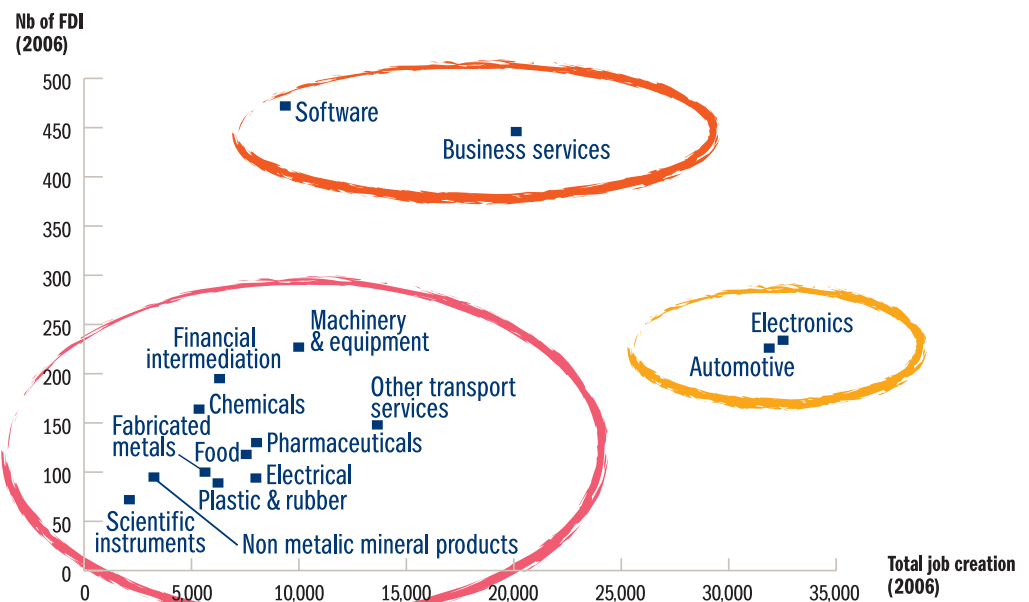 Nb of FDI
(2006)
500
450
400
350
300
250
200
150
100
50
0
Software
Business services
Electronics
Automotive
Machinery
& equipment
Financial
intermediation
Other transport
services
Chemicals
Fabricated
metals
Food
Pharmaceuticals
Electrical
Plastic & rubber
Scientific
instruments
Non metalic mineral products
0
5,000
10,000
15,000
20,000
25,000
30,000
35,000
Total job creation
(2006)